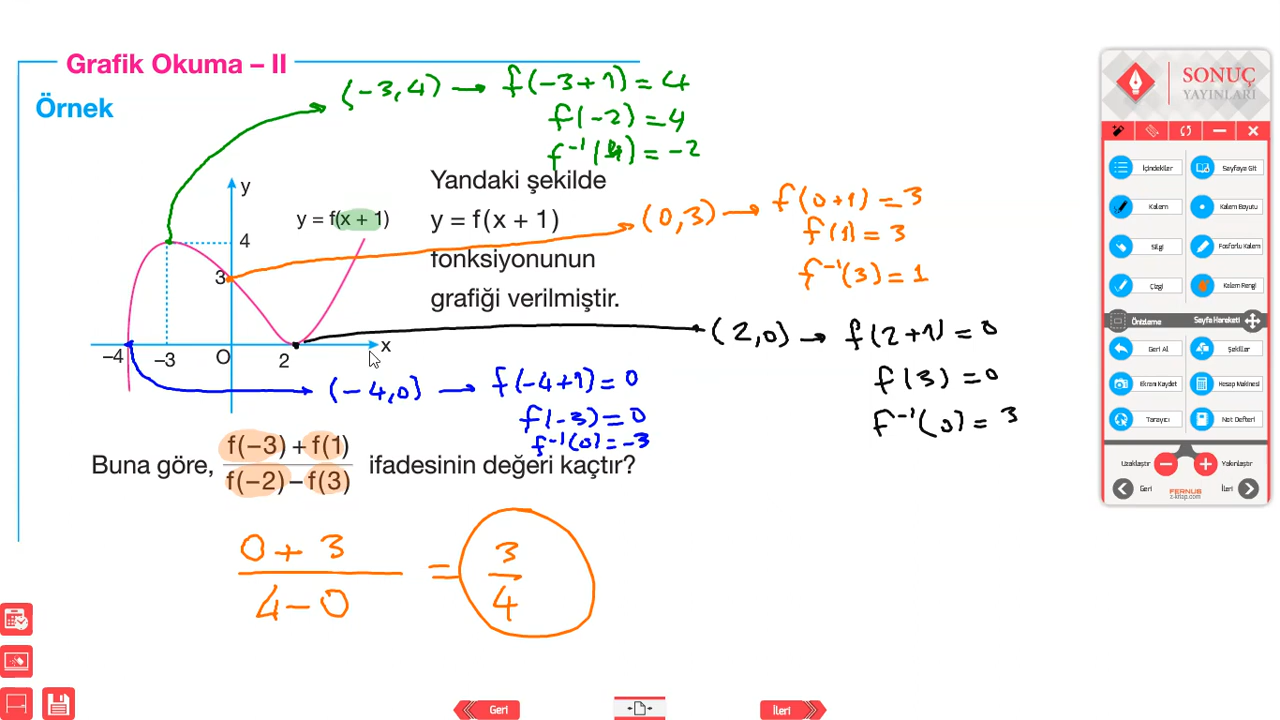 Grafik Okuma – II
Örnek
(-3,4) → f(-3+1) = 4
f(-2) = 4
f⁻¹(4) = -2
y
y = f(x + 1)
4
3
-4
-3
O
2
x
Yandaki şekilde
y = f(x + 1)
fonksiyonunun
grafiği verilmiştir.
(0,3) → f(0+1) = 3
f(1) = 3
f⁻¹(3) = 1
(2,0) → f(2+1) = 0
f(3) = 0
f⁻¹(0) = 3
(-4,0) → f(-4+1) = 0
f(-3) = 0
f⁻¹(0) = -3
f(−3) + f(1)
Buna göre, ifadesinin değeri kaçtır?
f(−2) − f(3)
0 + 3
4 - 0
=
3
4
SONUÇ
YAYINLARI
İçindekiler
Sayfaya Git
Kalem
Kalem Boyutu
Silgi
Fosforlu Kalem
Çizgi
Kalem Rengi
Önizleme
Sayfa Hareketi
Geri Al
Şekiller
Ekran Kaydet
Hesap Makinesi
Tarayıcı
Not Defteri
Uzaklaştır
Yakınlaştır
Geri
FERNUS
z-kitap.com
İleri
Geri
İleri